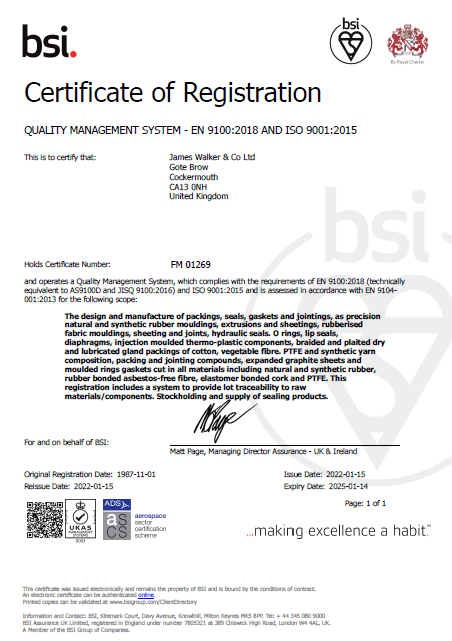 bsi.
bsi
By Royal Charter
Certificate of Registration
QUALITY MANAGEMENT SYSTEM - EN 9100:2018 AND ISO 9001:2015
This is to certify that:
James Walker & Co Ltd
Gote Brow
Cockermouth
CA13 0NH
United Kingdom
bsi
Holds Certificate Number:
FM 01269
and operates a Quality Management System, which complies with the requirements of EN 9100:2018 (technically
equivalent to AS9100D and JISQ 9100:2016) and ISO 9001:2015 and is assessed in accordance with EN 9104-
001:2013 for the following scope:
The design and manufacture of packings, seals, gaskets and jointings, as precision
natural and synthetic rubber mouldings, extrusions and sheetings, rubberised
fabric mouldings, sheeting and joints, hydraulic seals. O rings, lip seals,
diaphragms, injection moulded thermo-plastic components, braided and plaited dry
and lubricated gland packings of cotton, vegetable fibre. PTFE and synthetic yarn
composition, packing and jointing compounds, expanded graphite sheets and
moulded rings gaskets cut in all materials including natural and synthetic rubber,
rubber bonded asbestos-free fibre, elastomer bonded cork and PTFE. This
registration includes a system to provide lot traceability to raw
materials/components. Stockholding and supply of sealing products.
For and on behalf of BSI:
Matt Page, Managing Director Assurance - UK & Ireland
Original Registration Date: 1987-11-01
Issue Date: 2022-01-15
Reissue Date: 2022-01-15
Expiry Date: 2025-01-14
Page: 1 of 1
UKAS
MANAGEMENT
SYSTEMS
0003
ADS
as
cs
aerospace
sector
certification
scheme
...making excellence a habit.™
This certificate was issued electronically and remains the property of BSI and is bound by the conditions of contract.
An electronic certificate can be authenticated online.
Printed copies can be validated at www.bsigroup.com/ClientDirectory
Information and Contact: BSI, Kitemark Court, Davy Avenue, Knowlhill, Milton Keynes MK5 8PP. Tel: + 44 345 080 9000
BSI Assurance UK Limited, registered in England under number 7805321 at 389 Chiswick High Road, London W4 4AL, UK.
A Member of the BSI Group of Companies.